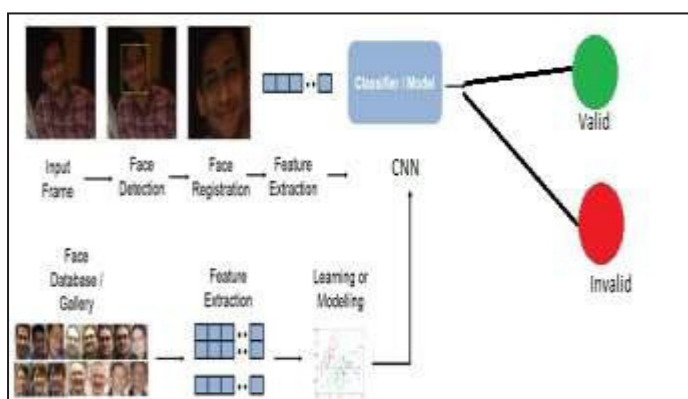 Classifier / Model
Valid
Input
Frame
Face
Detection
Face
Registration
Feature
Extraction
CNN
Invalid
Face
Database /
Gallery
Feature
Extraction
Learning or
Modelling